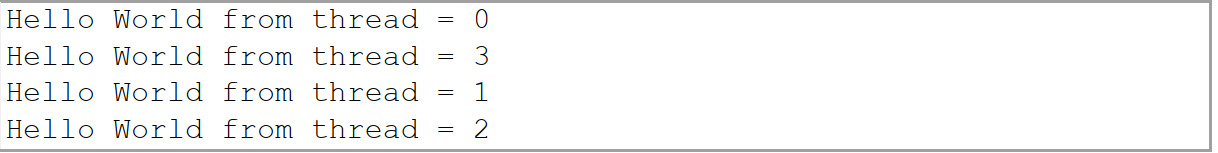 Hello World from thread = 0
Hello World from thread = 3
Hello World from thread = 1
Hello World from thread = 2